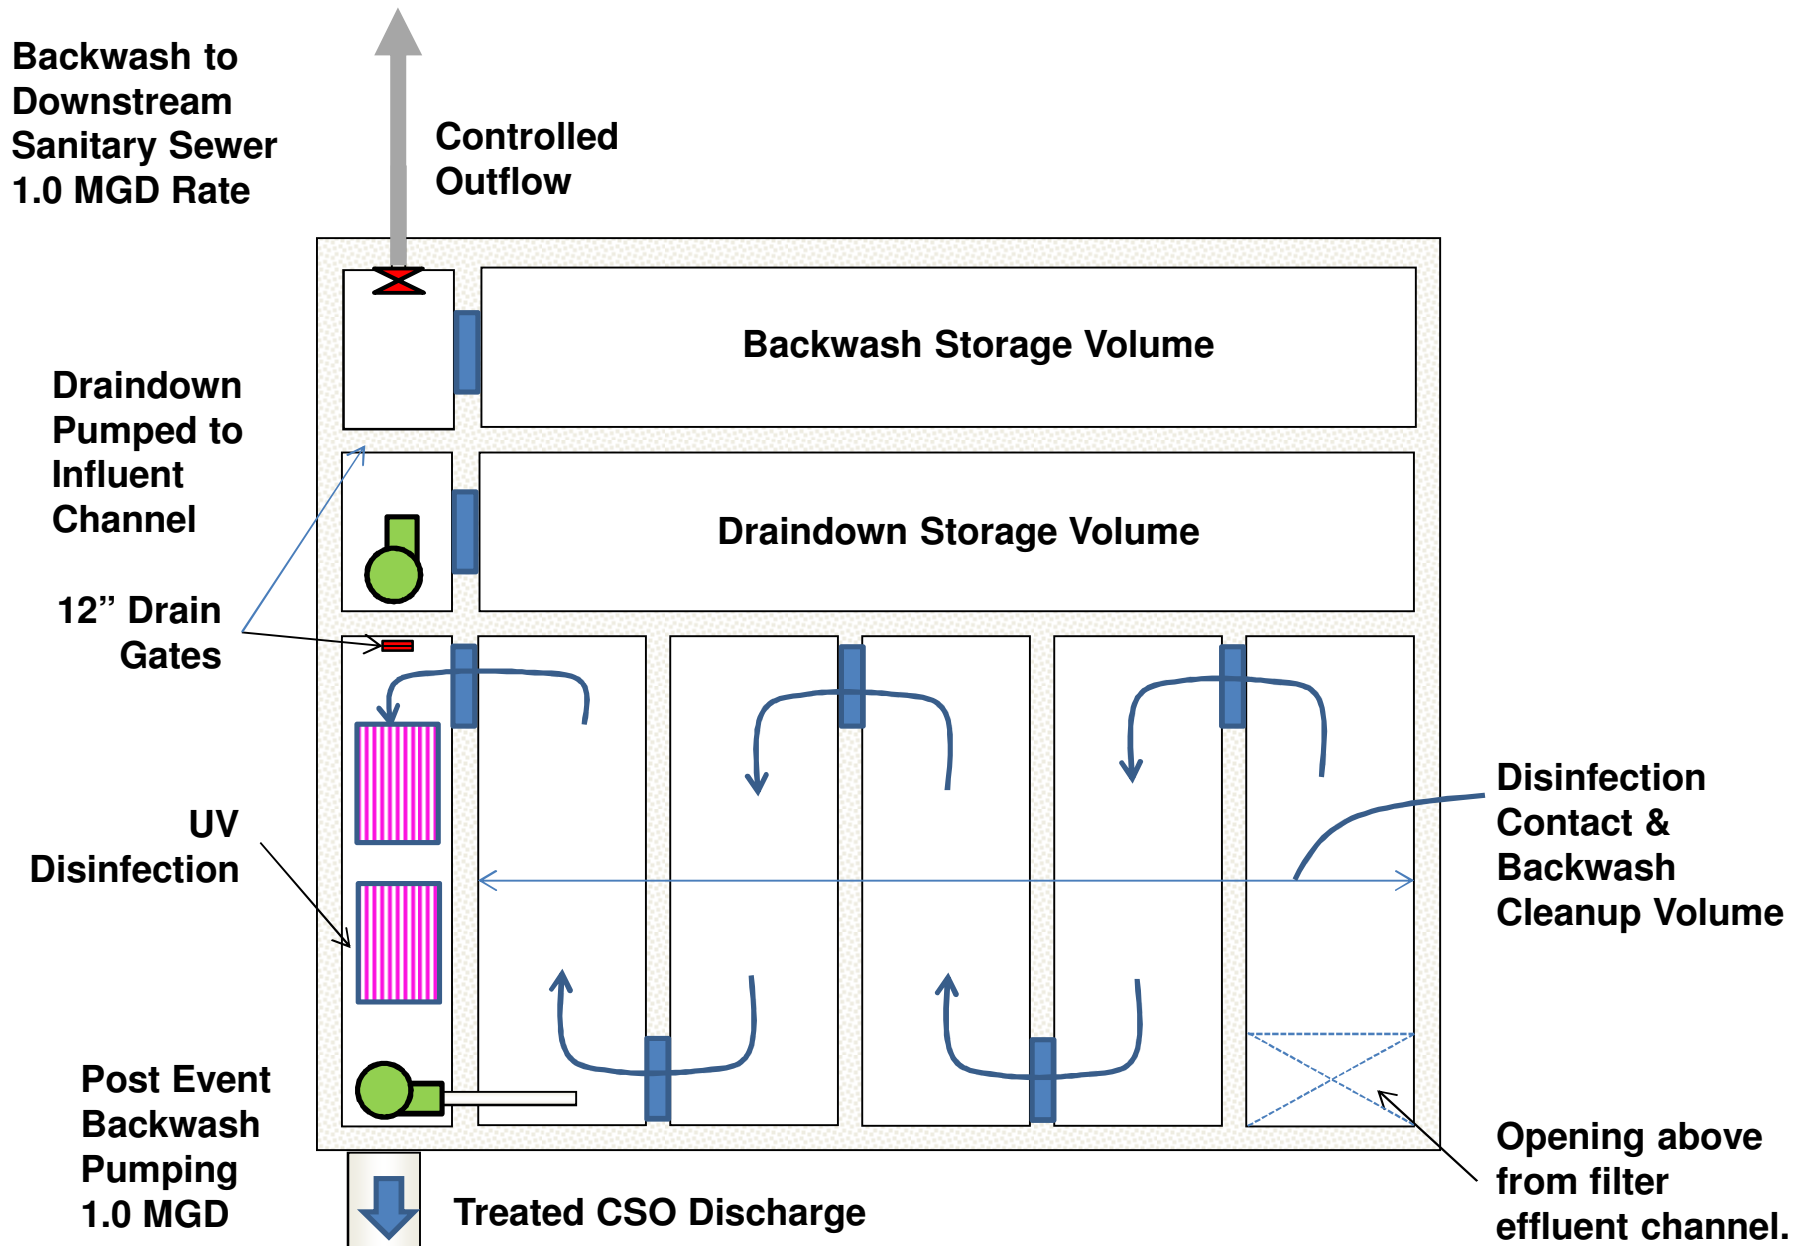 Backwash to
Downstream
Sanitary Sewer
1.0 MGD Rate
Controlled
Outflow
Backwash Storage Volume
Draindown
Pumped to
Influent
Channel
Draindown Storage Volume
12” Drain
Gates
UV
Disinfection
Disinfection
Contact &
Backwash
Cleanup Volume
Post Event
Backwash
Pumping
1.0 MGD
Treated CSO Discharge
Opening above
from filter
effluent channel.